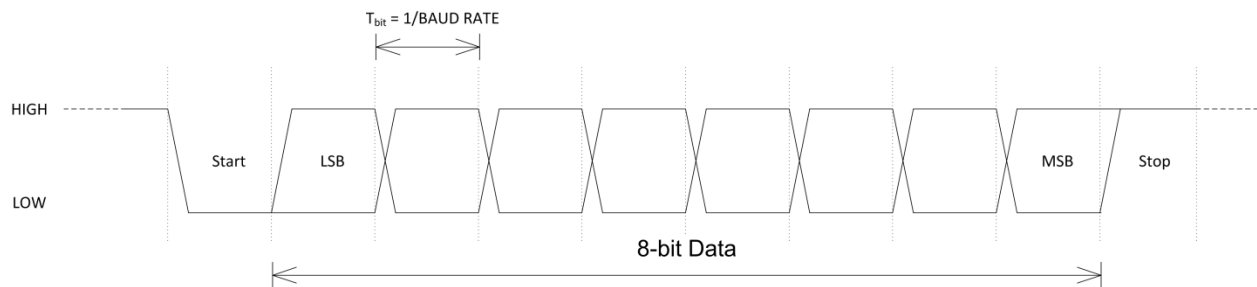 T_bit = 1/BAUD RATE
HIGH
Start LSB MSB Stop
LOW
8-bit Data